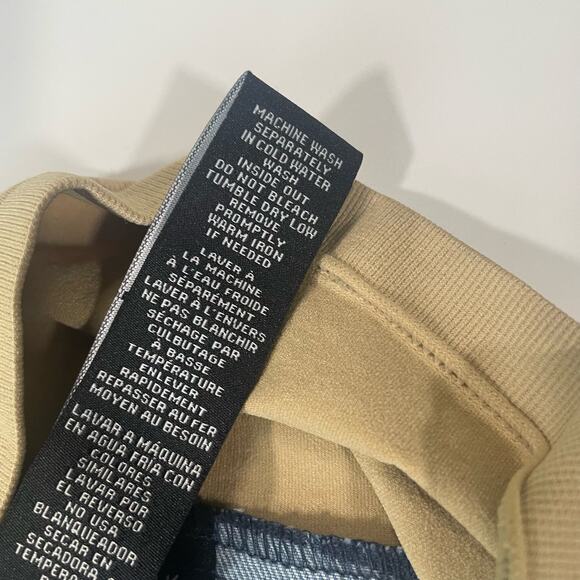 MACHINE WASH
SEPARATELY
IN COLD WATER
WASH
INSIDE OUT
DO NOT BLEACH
TUMBLE DRY LOW
REMOVE
PROMPTLY
WARM IRON
IF NEEDED
LAVER À
LA MACHINE
À L'EAU FROIDE
SÉPARÉMENT
LAVER À L'ENVERS
NE PAS BLANCHIR
SÉCHAGE PAR
CULBUTAGE
À BASSE
TEMPÉRATURE
ENLEVER
RAPIDEMENT
REPASSER AU FER
MOYEN AU BESOIN
LAVAR A MÁQUINA
EN AGUA FRIA CON
COLORES
SIMILARES
LAVAR POR
EL REVERSO
NO USA
BLANQUEADOR
SECAR EN
SECADORA A
TEMPERA